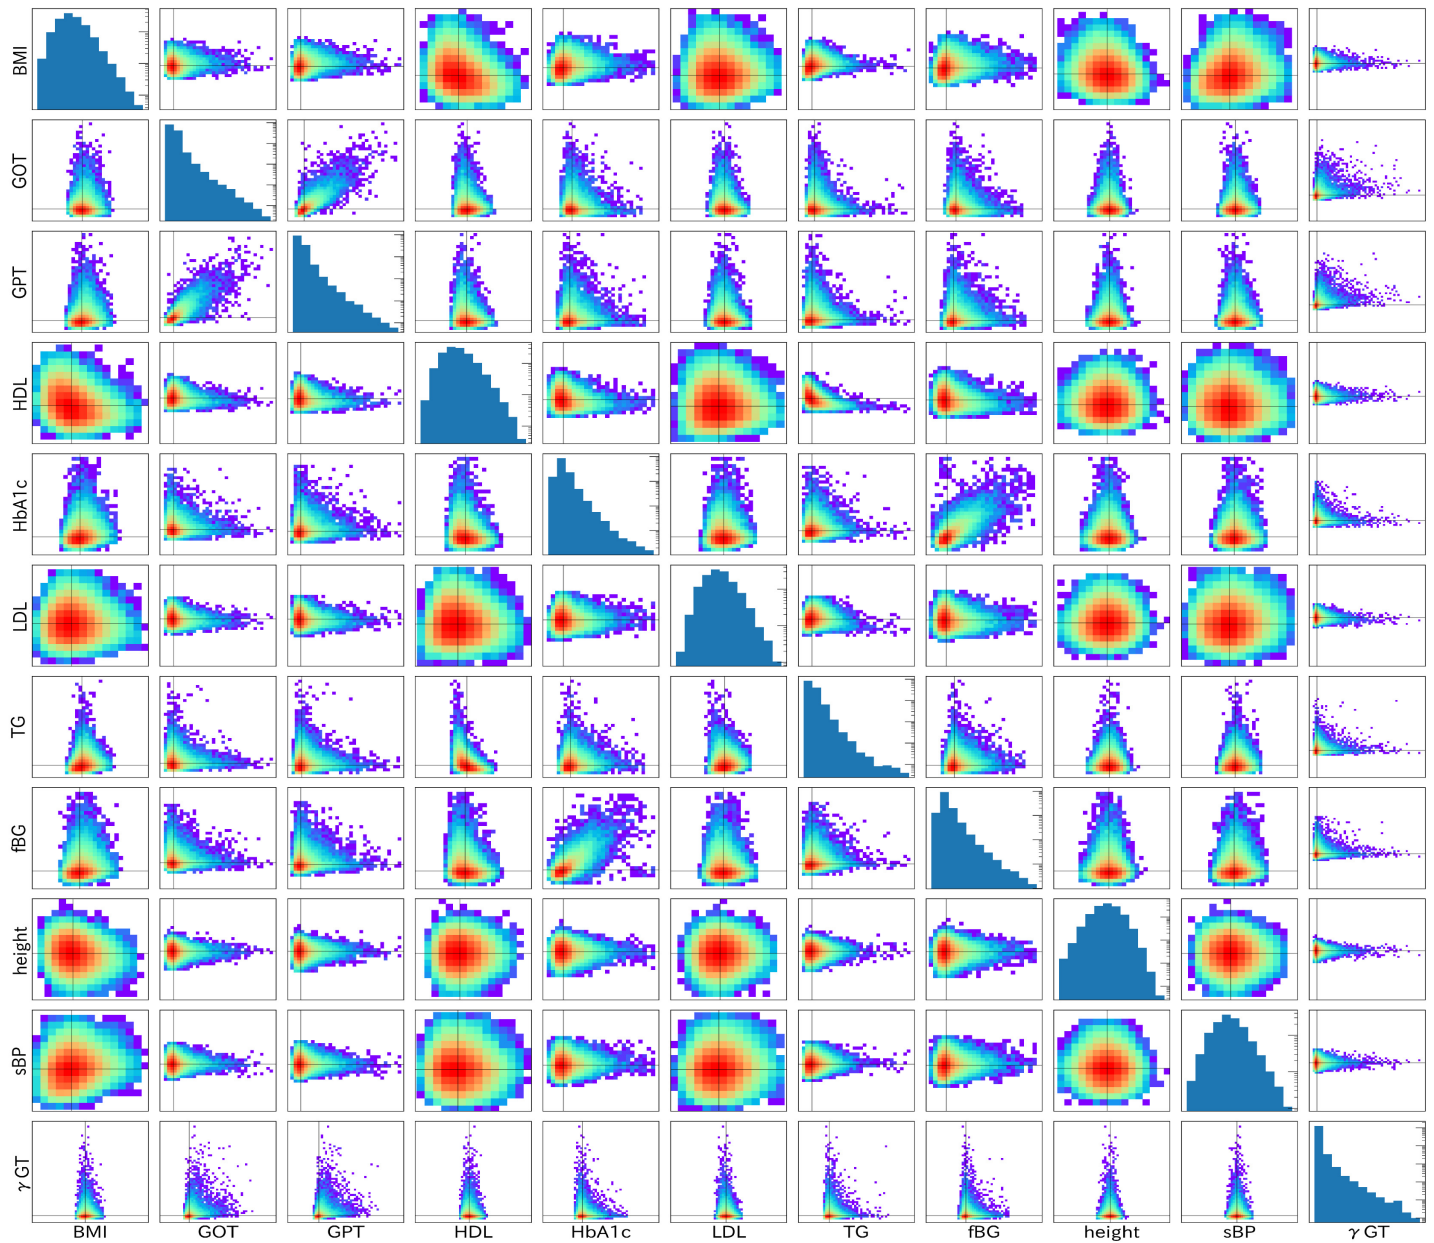 BMI
GOT
GPT
HDL
HbA1c
LDL
TG
fBG
height
sBP
γ GT
BMI GOT GPT HDL HbA1c LDL TG fBG height sBP γ GT